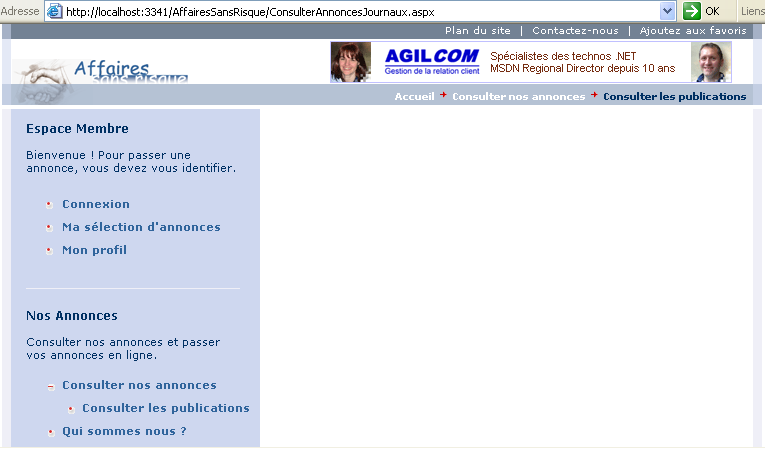 Adresse http://localhost:3341/AffairesSansRisque/ConsulterAnnoncesJournaux.aspx OK Liens
Plan du site | Contactez-nous | Ajoutez aux favoris
Affaires
sans risque
AGILCOM
Gestion de la relation client
Spécialistes des technos .NET
MSDN Regional Director depuis 10 ans
Accueil Consulter nos annonces Consulter les publications
Espace Membre
Bienvenue ! Pour passer une
annonce, vous devez vous identifier.
Connexion
Ma sélection d'annonces
Mon profil
Nos Annonces
Consulter nos annonces et passer
vos annonces en ligne.
Consulter nos annonces
Consulter les publications
Qui sommes nous ?